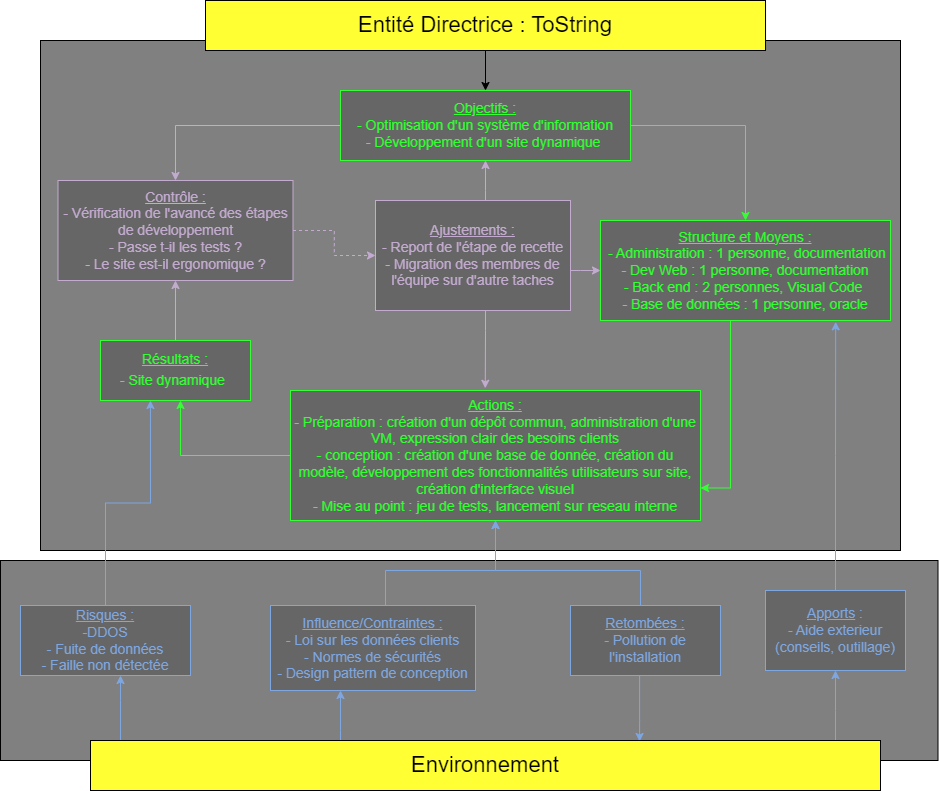 Entité Directrice : ToString
Objectifs :
- Optimisation d'un système d'information
- Développement d'un site dynamique
Contrôle :
- Vérification de l'avancé des étapes
de développement
- Passe t-il les tests ?
- Le site est-il ergonomique ?
Ajustements :
- Report de l'étape de recette
- Migration des membres de
l'équipe sur d'autre taches
Structure et Moyens :
- Administration : 1 personne, documentation
- Dev Web : 1 personne, documentation
- Back end : 2 personnes, Visual Code
- Base de données : 1 personne, oracle
Résultats :
- Site dynamique
Actions :
- Préparation : création d'un dépôt commun, administration d'une
VM, expression clair des besoins clients
- conception : création d'une base de donnée, création du
modèle, développement des fonctionnalités utilisateurs sur site,
création d'interface visuel
- Mise au point : jeu de tests, lancement sur reseau interne
Risques :
-DDOS
- Fuite de données
- Faille non détectée
Influence/Contraintes :
- Loi sur les données clients
- Normes de sécurités
- Design pattern de conception
Retombées :
- Pollution de
l'installation
Apports :
- Aide exterieur
(conseils, outillage)
Environnement